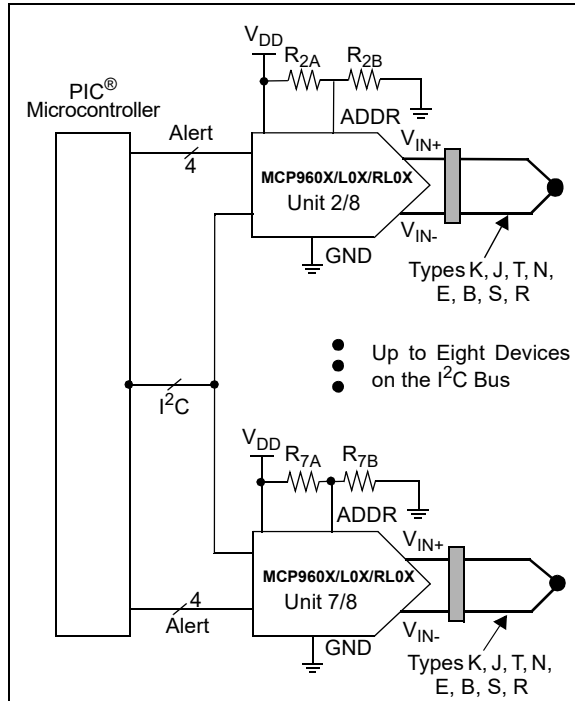 V_DD
R_2A R_2B
PIC®
Microcontroller
ADDR
Alert
4
V_IN+
MCP960X/L0X/RL0X
Unit 2/8
V_IN-
GND
Types K, J, T, N,
E, B, S, R
Up to Eight Devices
on the I²C Bus
I²C
V_DD
R_7A R_7B
ADDR
V_IN+
MCP960X/L0X/RL0X
Unit 7/8
4
Alert
V_IN-
GND
Types K, J, T, N,
E, B, S, R